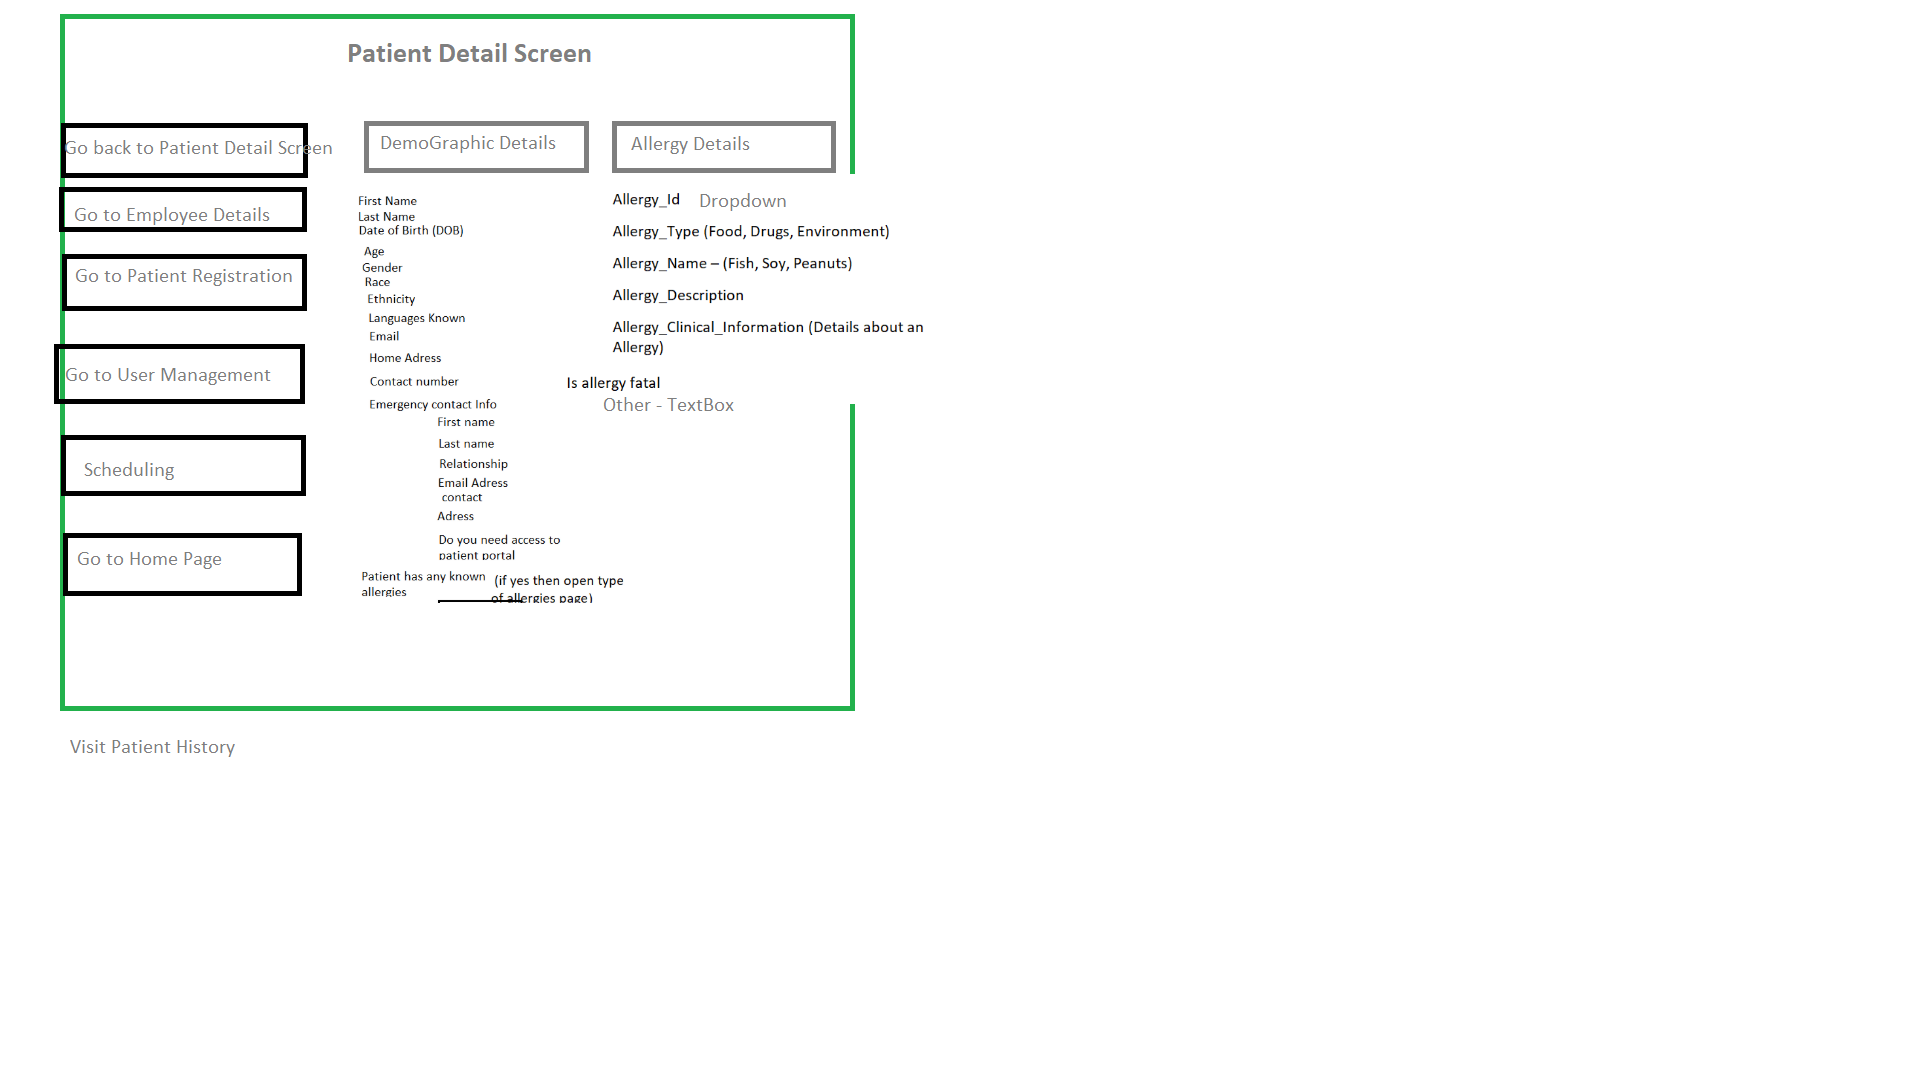 Patient Detail Screen
Go back to Patient Detail Screen
Go to Employee Details
Go to Patient Registration
Go to User Management
Scheduling
Go to Home Page
DemoGraphic Details
First Name
Last Name
Date of Birth (DOB)
Age
Gender
Race
Ethnicity
Languages Known
Email
Home Adress
Contact number
Emergency contact Info
First name
Last name
Relationship
Email Adress
contact
Adress
Do you need access to
patient portal
Patient has any known
allergies
(if yes then open type
of allergies page)
Allergy Details
Allergy_Id Dropdown
Allergy_Type (Food, Drugs, Environment)
Allergy_Name – (Fish, Soy, Peanuts)
Allergy_Description
Allergy_Clinical_Information (Details about an
Allergy)
Is allergy fatal
Other - TextBox
Visit Patient History